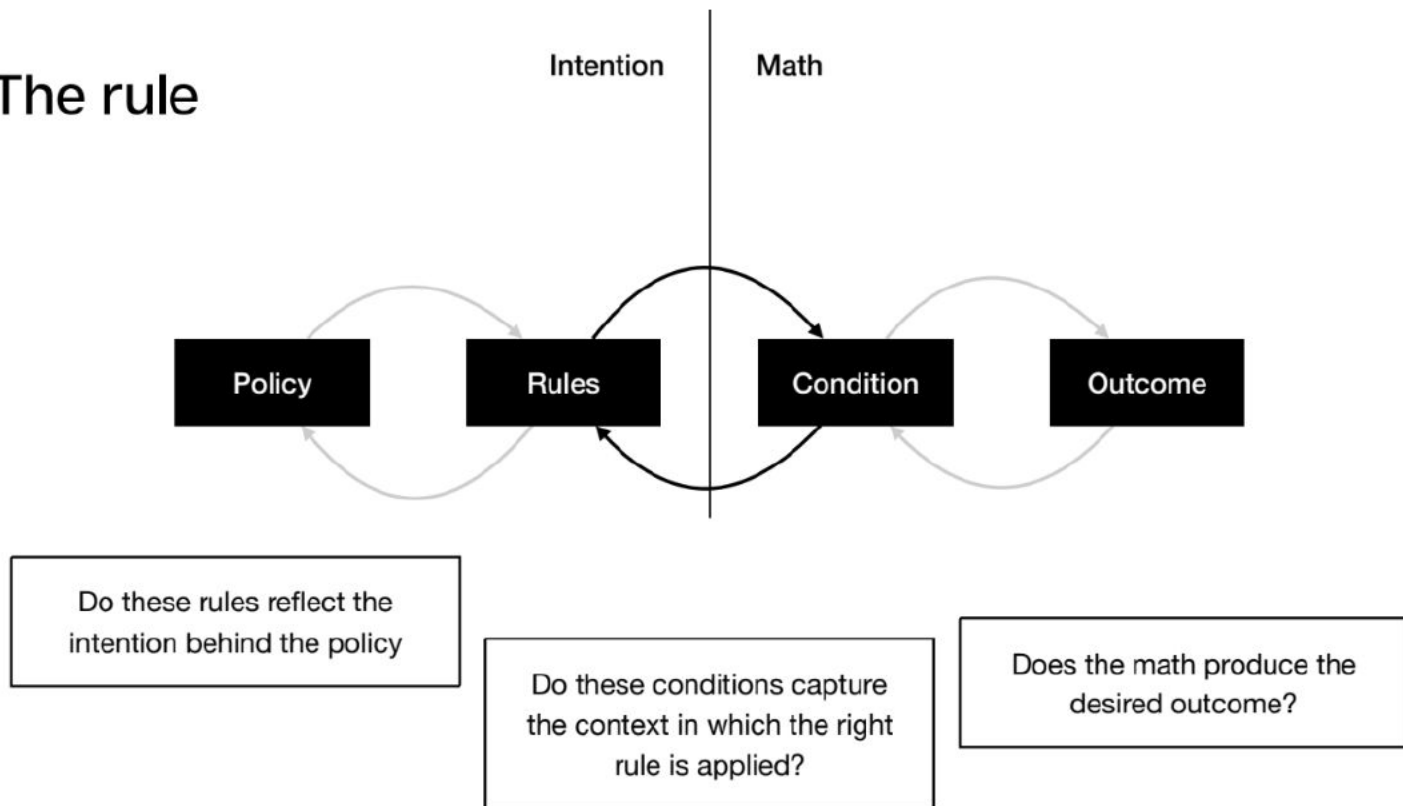 The rule
Intention
Math
Policy
Rules
Condition
Outcome
Do these rules reflect the
intention behind the policy
Do these conditions capture
the context in which the right
rule is applied?
Does the math produce the
desired outcome?